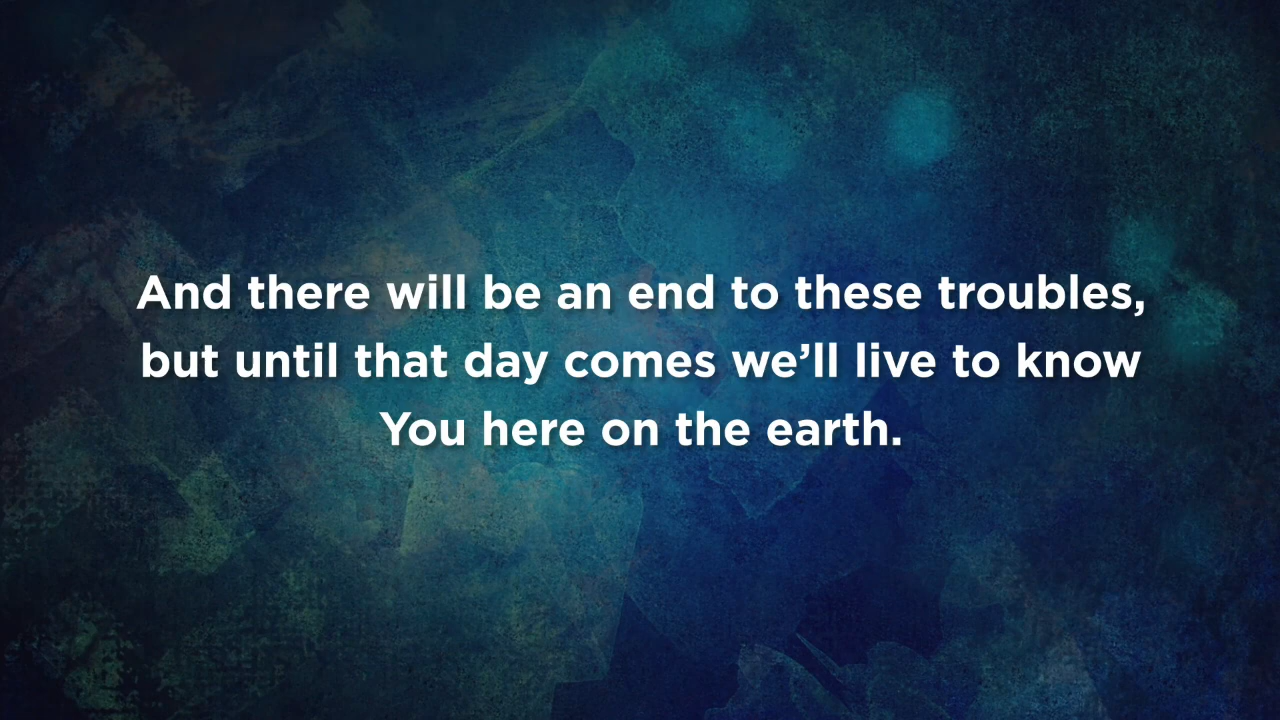 And there will be an end to these troubles,
but until that day comes we’ll live to know
You here on the earth.